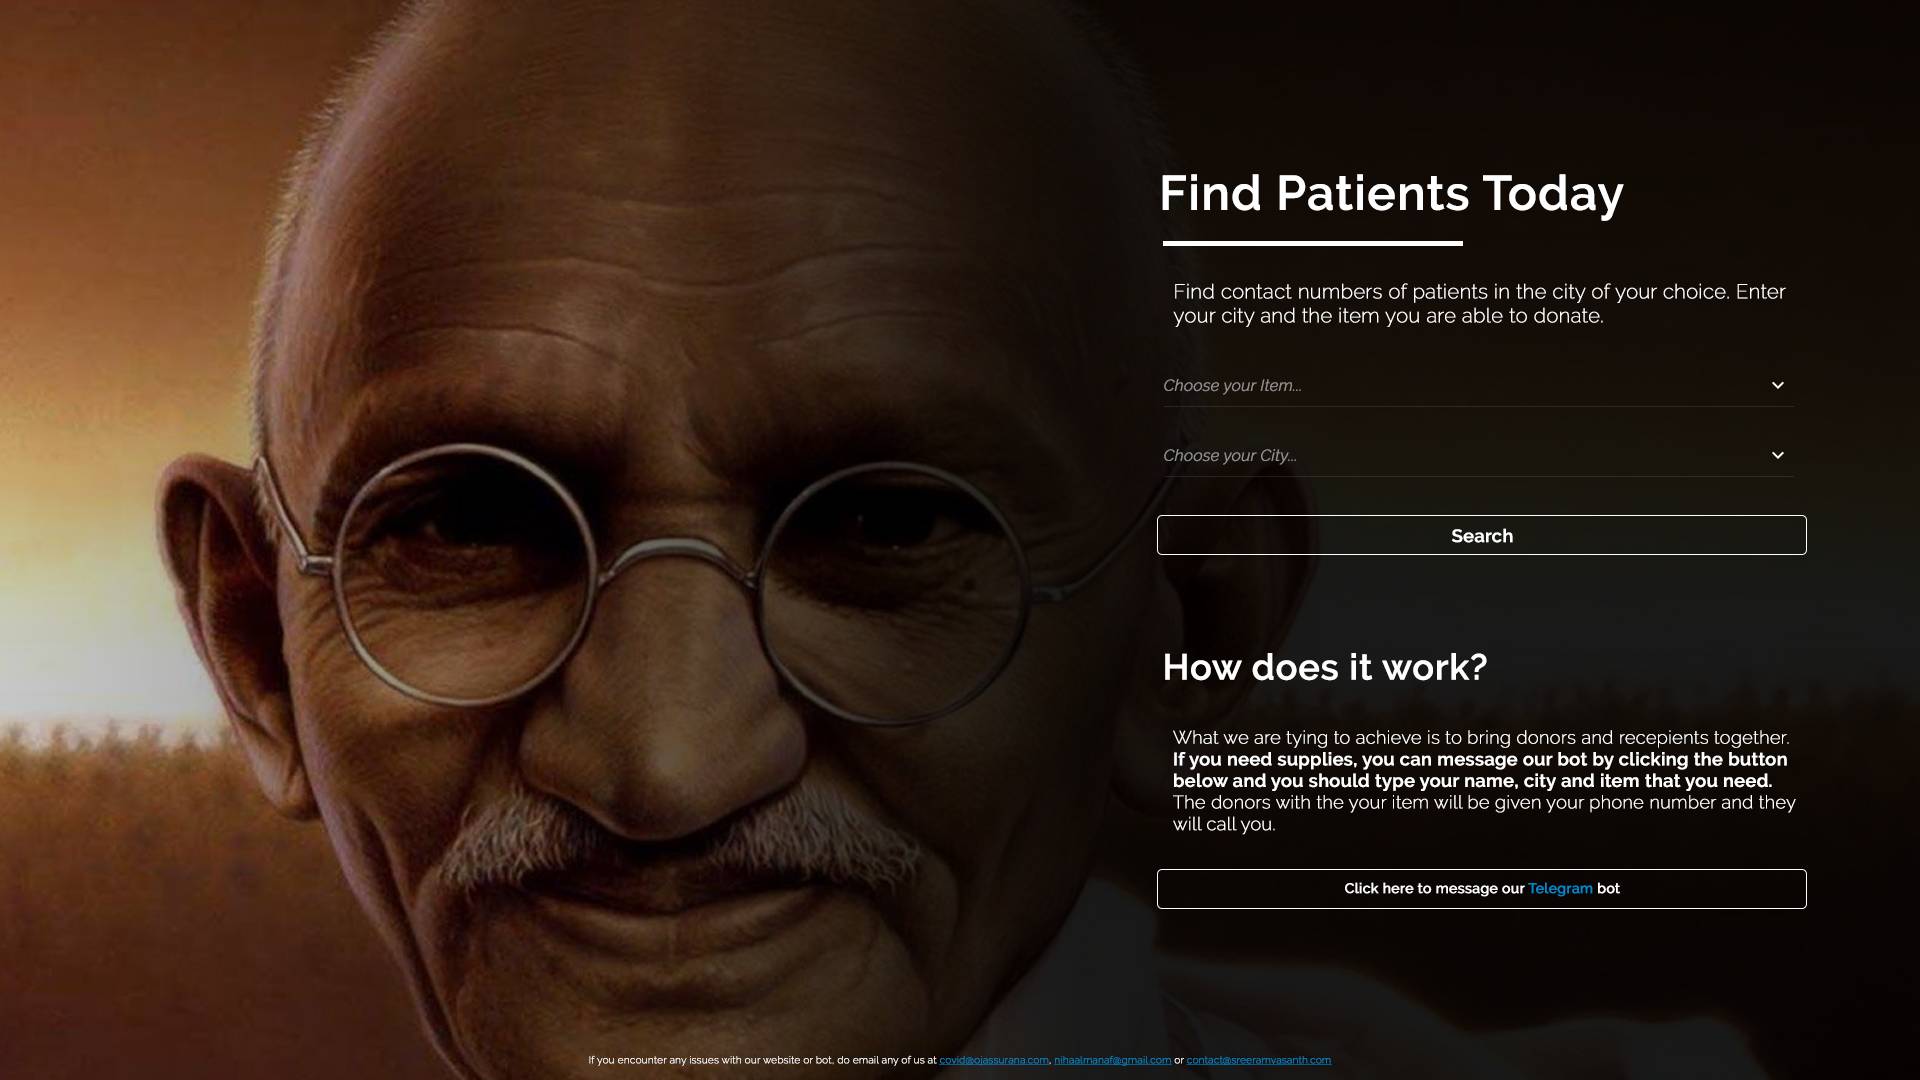 Find Patients Today
Find contact numbers of patients in the city of your choice. Enter
your city and the item you are able to donate.
Choose your Item...
Choose your City...
Search
How does it work?
What we are tying to achieve is to bring donors and recepients together.
If you need supplies, you can message our bot by clicking the button
below and you should type your name, city and item that you need.
The donors with the your item will be given your phone number and they
will call you.
Click here to message our Telegram bot
If you encounter any issues with our website or bot, do email any of us at covid@ojassurana.com, nihaalmanaf@gmail.com or contact@sreeramvasanth.com